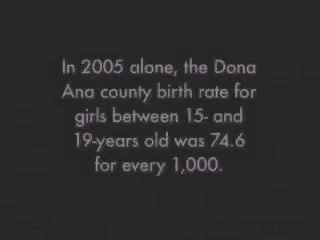 In 2005 alone, the Dona
Ana county birth rate for
girls between 15- and
19-years old was 74.6
for every 1,000.